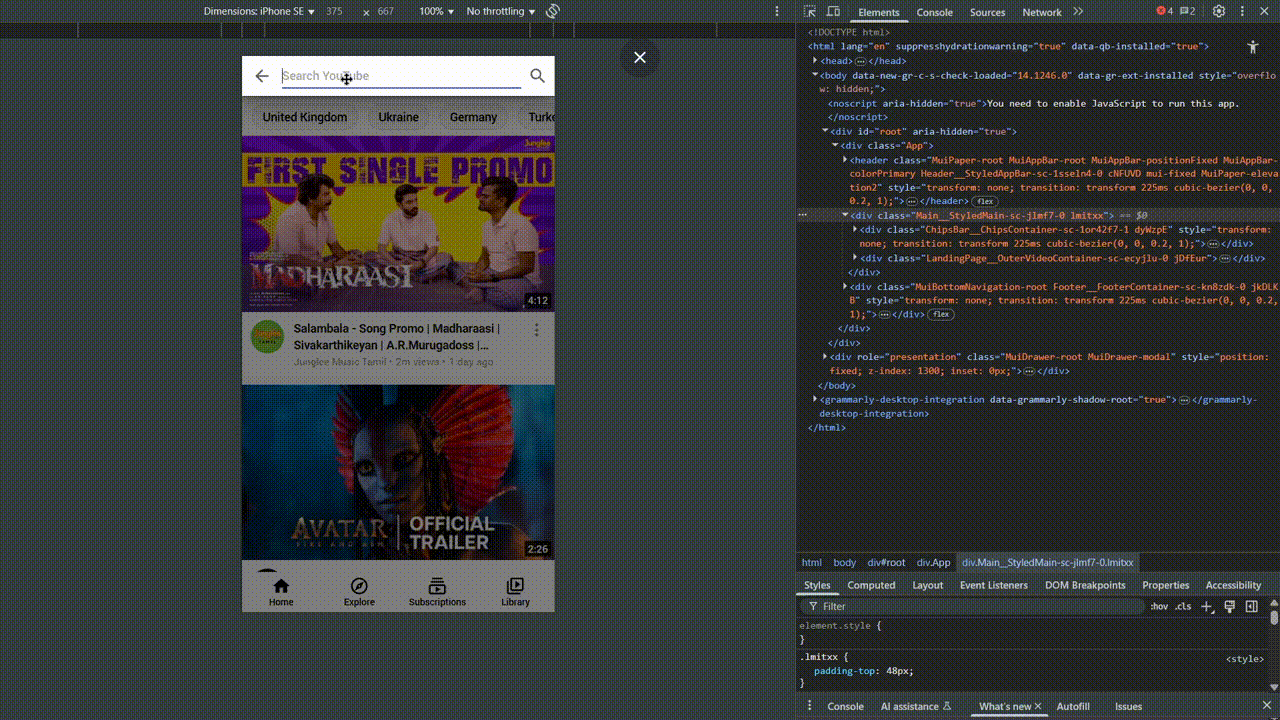 Dimensions: iPhone SE 375 × 667 100% No throttling
Search YouTube
United Kingdom Ukraine Germany Turke
Junglee
FIRST SINGLE PROMO
MADHARAASI
4:12
Salambala - Song Promo | Madharaasi |
Sivakarthikeyan | A.R.Murugadoss |...
Junglee Music Tamil • 2m views • 1 day ago
AVATAR OFFICIAL
FIRE AND ASH TRAILER
2:26
Home Explore Subscriptions Library
Elements Console Sources Network 4 2
<!DOCTYPE html>
<html lang="en" suppresshydrationwarning="true" data-qb-installed="true">
<head>…</head>
<body data-new-gr-c-s-check-loaded="14.1246.0" data-gr-ext-installed style="overflo
w: hidden;">
<noscript aria-hidden="true">You need to enable JavaScript to run this app.
</noscript>
<div id="root" aria-hidden="true">
<div class="App">
<header class="MuiPaper-root MuiAppBar-root MuiAppBar-positionFixed MuiAppBar-
colorPrimary Header__StyledAppBar-sc-1sseln4-0 cNFUVD mui-fixed MuiPaper-eleva
tion2" style="transform: none; transition: transform 225ms cubic-bezier(0, 0,
0.2, 1);">…</header> flex
<div class="Main__StyledMain-sc-jlmf7-0 lmitxx"> == $0
<div class="ChipsBar__ChipsContainer-sc-1or42f7-1 dyWzpE" style="transform:
none; transition: transform 225ms cubic-bezier(0, 0, 0.2, 1);">…</div>
<div class="LandingPage__OuterVideoContainer-sc-ecyj1u-0 jDfEur">…</div>
</div>
<div class="MuiBottomNavigation-root Footer__FooterContainer-sc-kn8zdk-0 jkDLK
B" style="transform: none; transition: transform 225ms cubic-bezier(0, 0, 0.2,
1);">…</div> flex
</div>
</div>
<div role="presentation" class="MuiDrawer-root MuiDrawer-modal" style="position:
fixed; z-index: 1300; inset: 0px;">…</div>
</body>
<grammarly-desktop-integration data-grammarly-shadow-root="true">…</grammarly-
desktop-integration>
</html>
html body div#root div.App div.Main__StyledMain-sc-jlmf7-0.lmitxx
Styles Computed Layout Event Listeners DOM Breakpoints Properties Accessibility
Filter :hov .cls
element.style {
}
.lmitxx { <style>
padding-top: 48px;
}
Console AI assistance What's new Autofill Issues